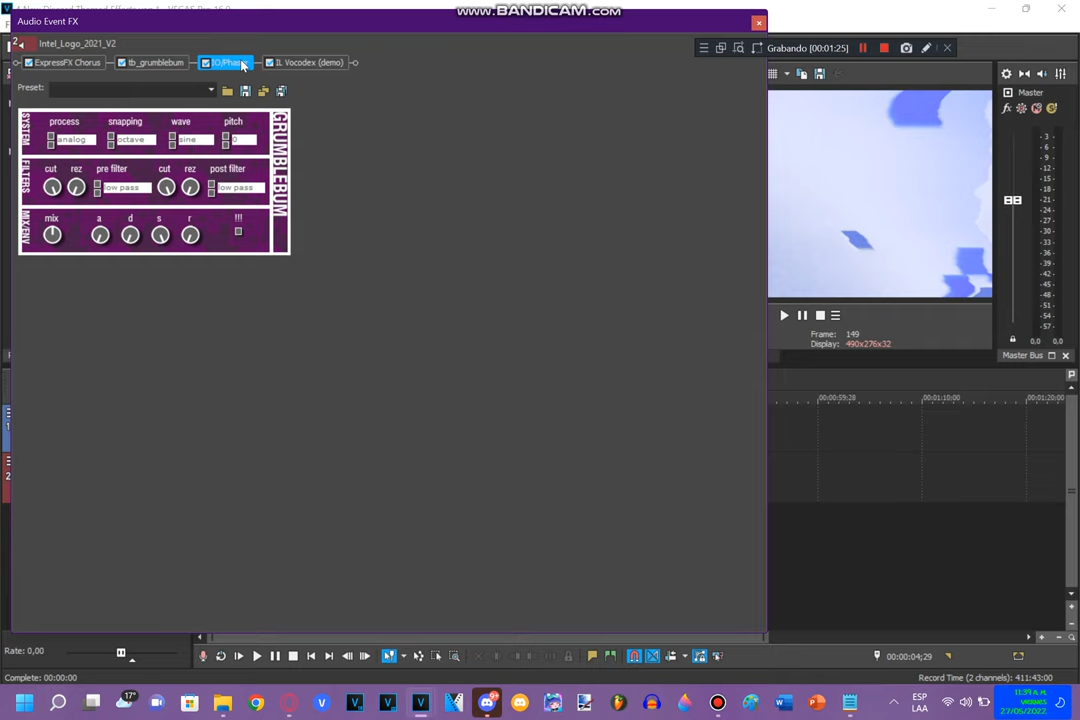 www.BANDICAM.com
Audio Event FX
Intel_Logo_2021_V2
ExpressFX Chorus
tb_grumblebum
IO/Phaser
IL Vocodex (demo)
Grabando [00:01:25]
Preset:
Master
SYSTEM
process
snapping
wave
pitch
analog
octave
sine
0
FILTERS
cut
rez
pre filter
cut
rez
post filter
low pass
low pass
MIX/ENV
mix
a
d
s
r
!!!
GRUMBLEBUM
-3
-6
-9
-12
-15
-18
-21
-24
-27
-30
-33
-36
-39
-42
-45
-48
-51
-54
-57
0,0
0,0
Frame:
149
Display:
490x276x32
Master Bus
00:00:59;28
00:01:10;00
00:01:20;00
1
2
Rate: 0,00
00:00:04;29
Complete: 00:00:00
Record Time (2 channels): 411:43:00
17°
ESP
LAA
11:39 a.m.
viernes
27/05/2022